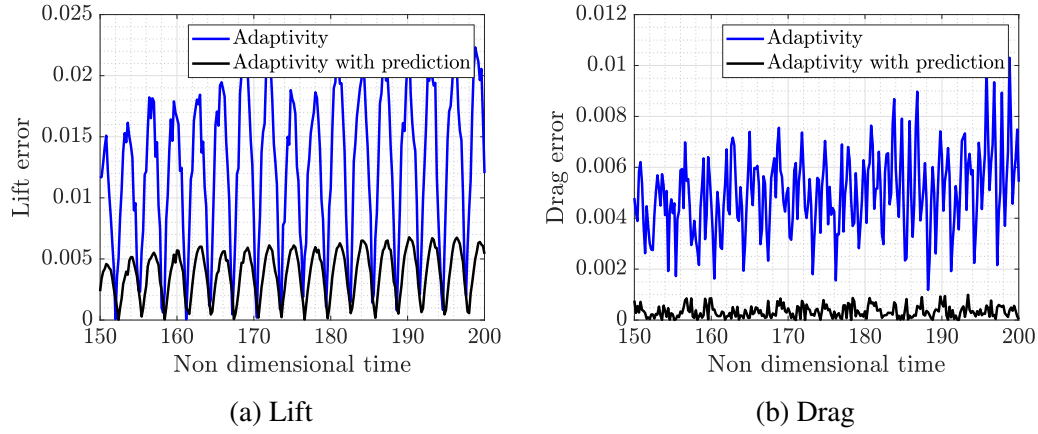 0.025
0.02
0.015
0.01
0.005
0
Lift error
Adaptivity
Adaptivity with prediction
150 160 170 180 190 200
Non dimensional time
(a) Lift
0.012
0.01
0.008
0.006
0.004
0.002
0
Drag error
Adaptivity
Adaptivity with prediction
150 160 170 180 190 200
Non dimensional time
(b) Drag